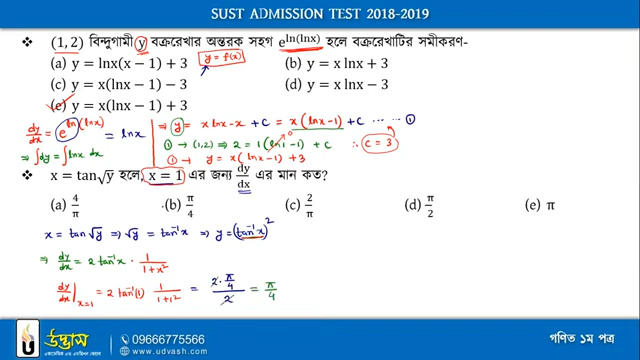 SUST ADMISSION TEST 2018-2019
❖ (1, 2) বিন্দুগামী y বক্ররেখার অন্তরক সহগ e^{ln(lnx)} হলে বক্ররেখাটির সমীকরণ-
y = f(x)
(a) y = lnx(x − 1) + 3
(b) y = x lnx + 3
(c) y = x(lnx − 1) − 3
(d) y = x lnx − 3
(e) y = x(lnx − 1) + 3
dy/dx = e^{ln(lnx)} = lnx
⇒ ∫dy = ∫lnx dx
⇒ y = x lnx − x + c = x(lnx−1) + c ... ... ①
① → (1,2) ⇒ 2 = 1(ln1 − 1) + c ∴ c = 3
0
① → y = x(lnx − 1) + 3
❖ x = tan√y হলে, x = 1 এর জন্য dy/dx এর মান কত?
(a) 4/π
(b) π/4
(c) 2/π
(d) π/2
(e) π
x = tan√y ⇒ √y = tan⁻¹x ⇒ y = (tan⁻¹x)²
⇒ dy/dx = 2 tan⁻¹x · 1/(1+x²)
dy/dx|ₓ₌₁ = 2 tan⁻¹(1) 1/(1+1²) = (2·π/4)/2 = π/4
উদ্ভাস
একাডেমিক এন্ড এডমিশন কেয়ার
09666775566
www.udvash.com
গণিত ১ম পত্র